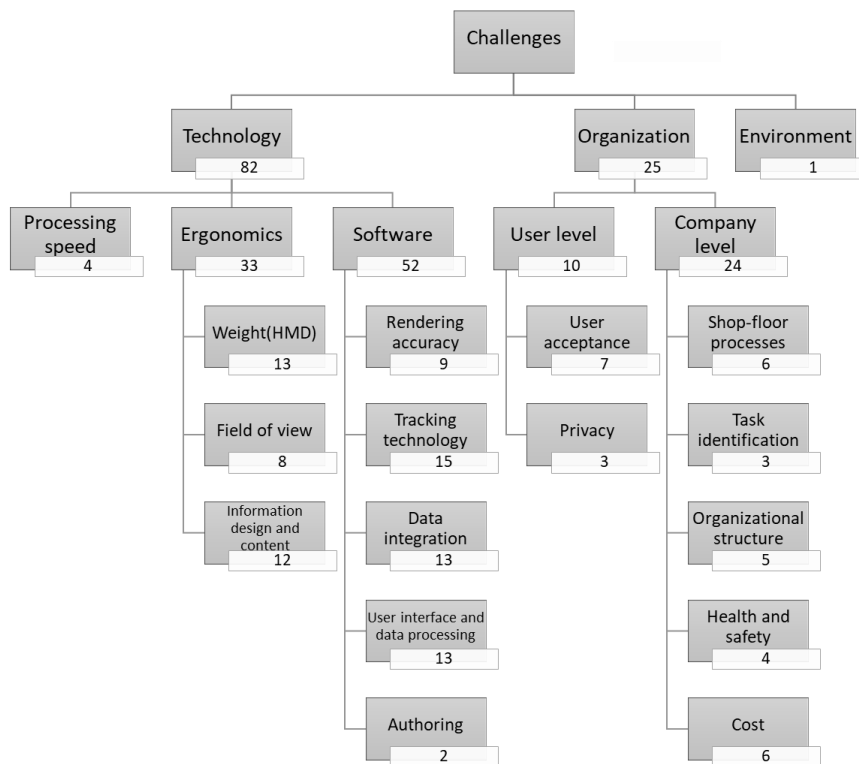 Challenges
Technology
82
Organization
25
Environment
1
Processing
speed
4
Ergonomics
33
Software
52
User level
10
Company
level
24
Weight(HMD)
13
Rendering
accuracy
9
User
acceptance
7
Shop-floor
processes
6
Field of view
8
Tracking
technology
15
Privacy
3
Task
identification
3
Information
design and
content
12
Data
integration
13
Organizational
structure
5
User interface and
data processing
13
Health and
safety
4
Authoring
2
Cost
6